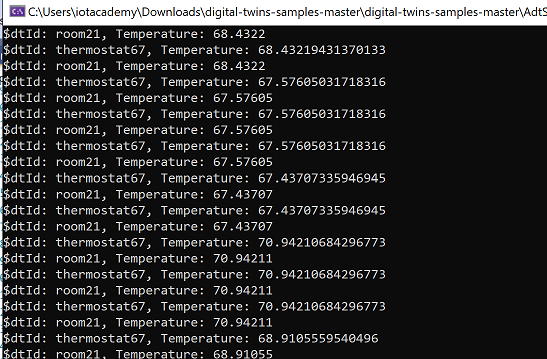 C:\Users\iotacademy\Downloads\digital-twins-samples-master\digital-twins-samples-master\AdtS
$dtId: room21, Temperature: 68.4322
$dtId: thermostat67, Temperature: 68.43219431370133
$dtId: room21, Temperature: 68.4322
$dtId: thermostat67, Temperature: 67.57605031718316
$dtId: room21, Temperature: 67.57605
$dtId: thermostat67, Temperature: 67.57605031718316
$dtId: room21, Temperature: 67.57605
$dtId: thermostat67, Temperature: 67.57605031718316
$dtId: room21, Temperature: 67.57605
$dtId: thermostat67, Temperature: 67.43707335946945
$dtId: room21, Temperature: 67.43707
$dtId: thermostat67, Temperature: 67.43707335946945
$dtId: room21, Temperature: 67.43707
$dtId: thermostat67, Temperature: 70.94210684296773
$dtId: room21, Temperature: 70.94211
$dtId: thermostat67, Temperature: 70.94210684296773
$dtId: room21, Temperature: 70.94211
$dtId: thermostat67, Temperature: 70.94210684296773
$dtId: room21, Temperature: 70.94211
$dtId: thermostat67, Temperature: 68.9105559540496
$dtId: room21, Temperature: 68.91055